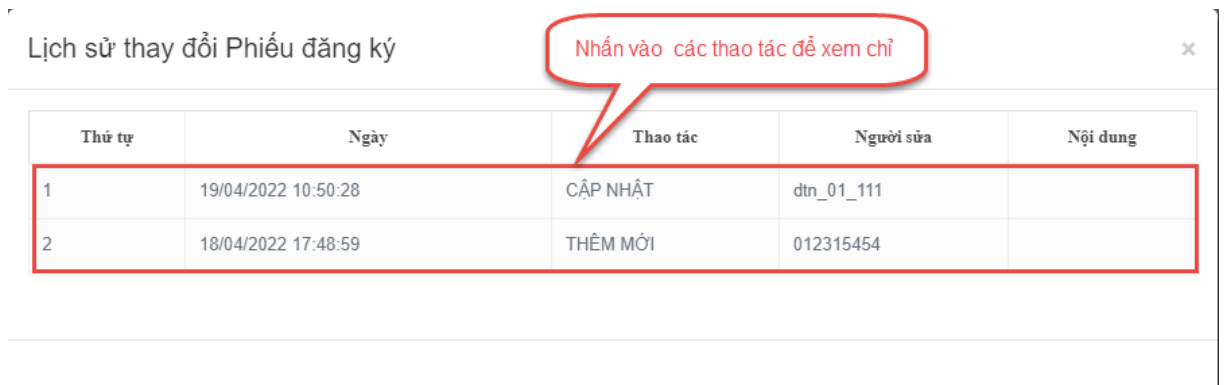 Lịch sử thay đổi Phiếu đăng ký
Nhấn vào các thao tác để xem chỉ
×
Thứ tự Ngày Thao tác Người sửa Nội dung
1 19/04/2022 10:50:28 CẬP NHẬT dtn_01_111
2 18/04/2022 17:48:59 THÊM MỚI 012315454